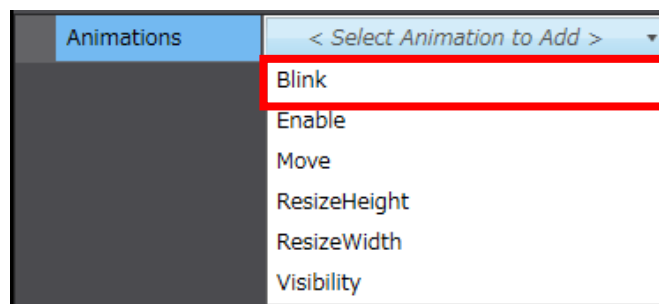 Animations
< Select Animation to Add >
Blink
Enable
Move
ResizeHeight
ResizeWidth
Visibility